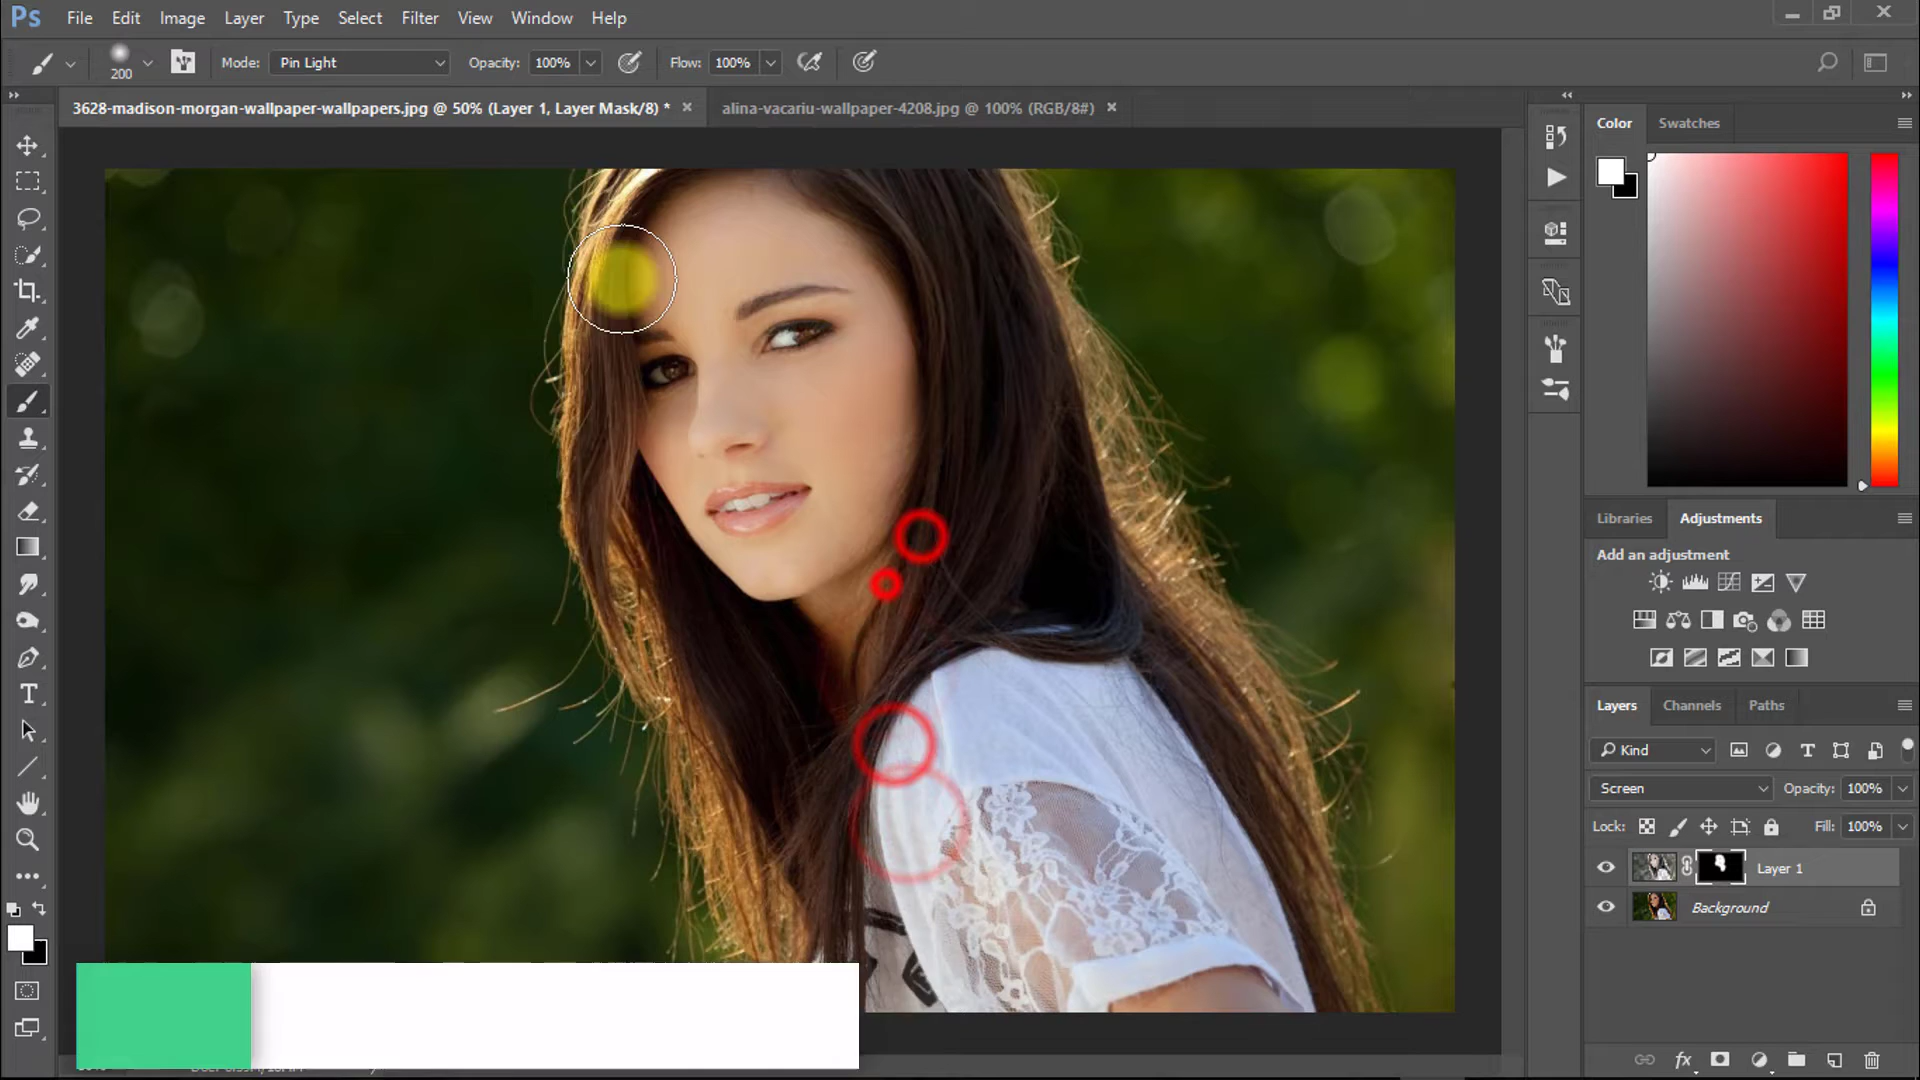 Ps File Edit Image Layer Type Select Filter View Window Help
200 Mode: Pin Light Opacity: 100% Flow: 100%
3628-madison-morgan-wallpaper-wallpapers.jpg @ 50% (Layer 1, Layer Mask/8) * alina-vacariu-wallpaper-4208.jpg @ 100% (RGB/8#)
Color Swatches
Libraries Adjustments
Add an adjustment
Layers Channels Paths
Kind
Screen Opacity: 100%
Lock: Fill: 100%
Layer 1
Background